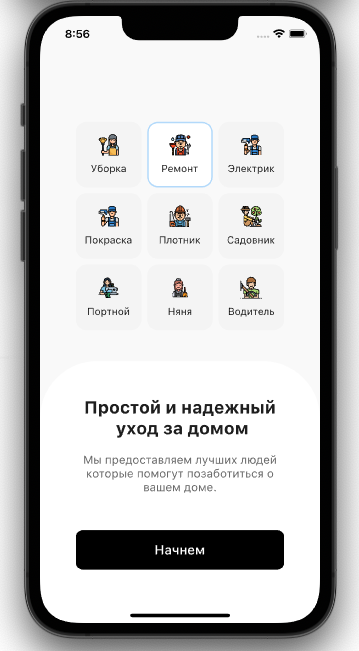 8:56
Уборка Ремонт Электрик
Покраска Плотник Садовник
Портной Няня Водитель
Простой и надежный
уход за домом
Мы предоставляем лучших людей
которые помогут позаботиться о
вашем доме.
Начнем